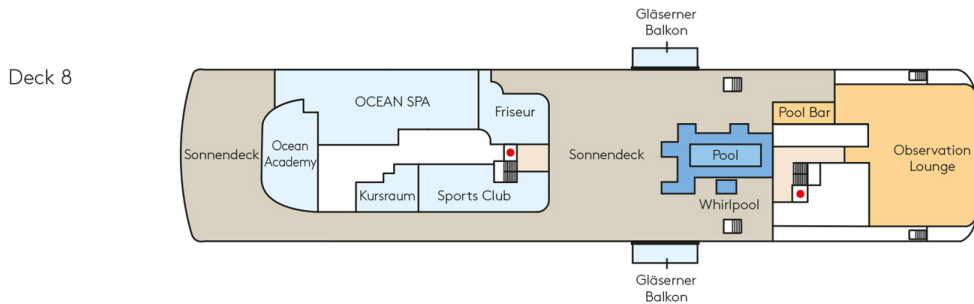 Gläserner
Balkon
Deck 8
OCEAN SPA
Friseur
Pool Bar
Sonnendeck
Ocean
Academy
Sonnendeck
Pool
Observation
Lounge
Kursraum
Sports Club
Whirlpool
Gläserner
Balkon